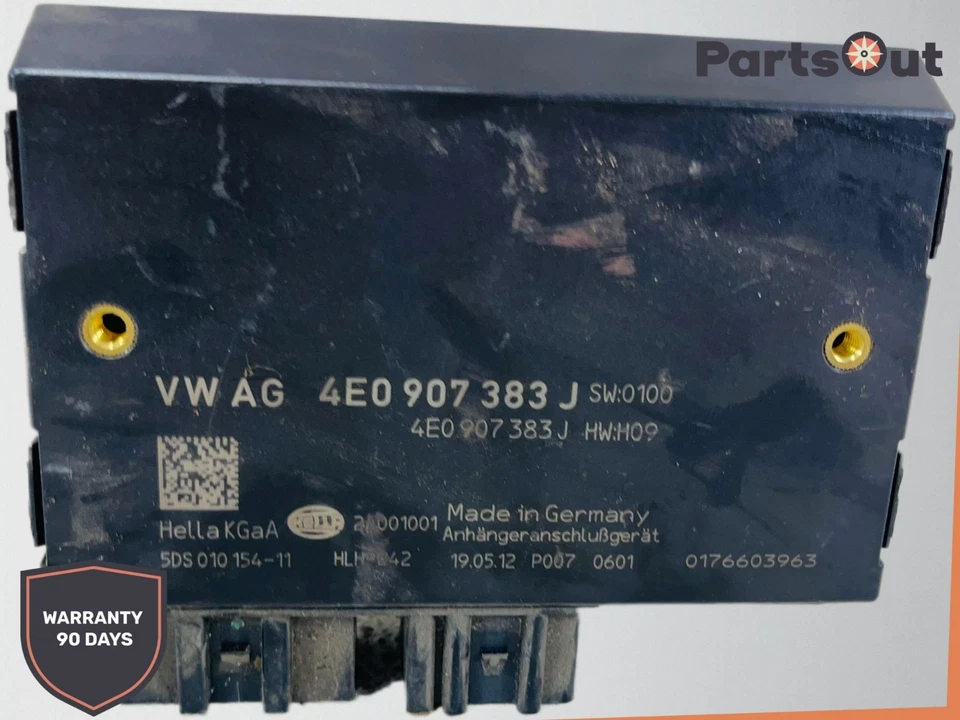 PartsOut
VW AG 4E0 907 383 J SW:0100
4E0 907 383 J HW:H09
Hella KGaA HELLA
Made in Germany
Anhängeranschlußgerät
5DS 010 154-11 19.05.12 P007 0601 0176603963
WARRANTY
90 DAYS